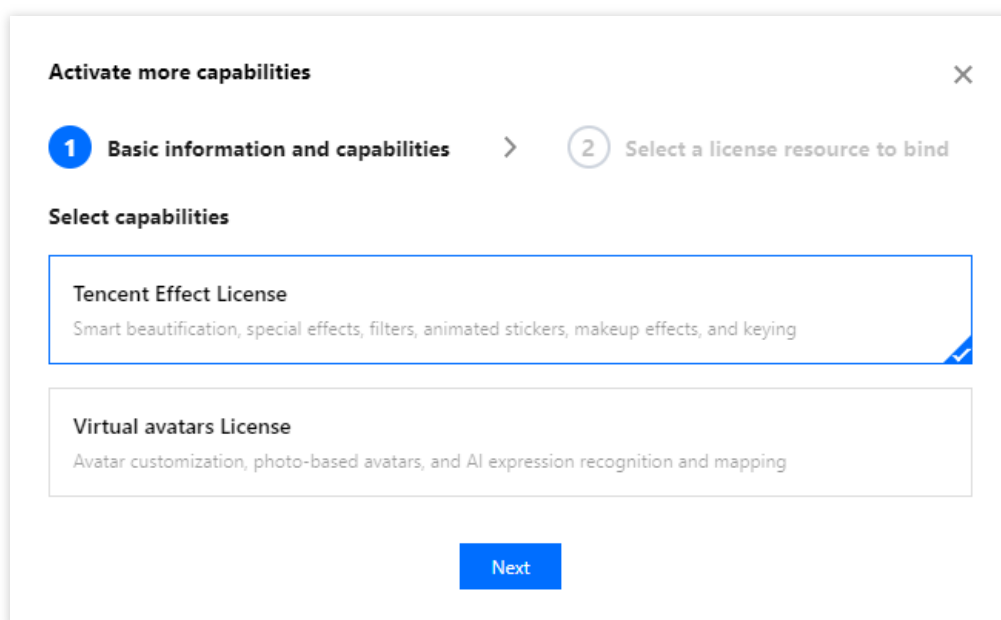 Activate more capabilities
1 Basic information and capabilities > 2 Select a license resource to bind
Select capabilities
Tencent Effect License
Smart beautification, special effects, filters, animated stickers, makeup effects, and keying
Virtual avatars License
Avatar customization, photo-based avatars, and AI expression recognition and mapping
Next